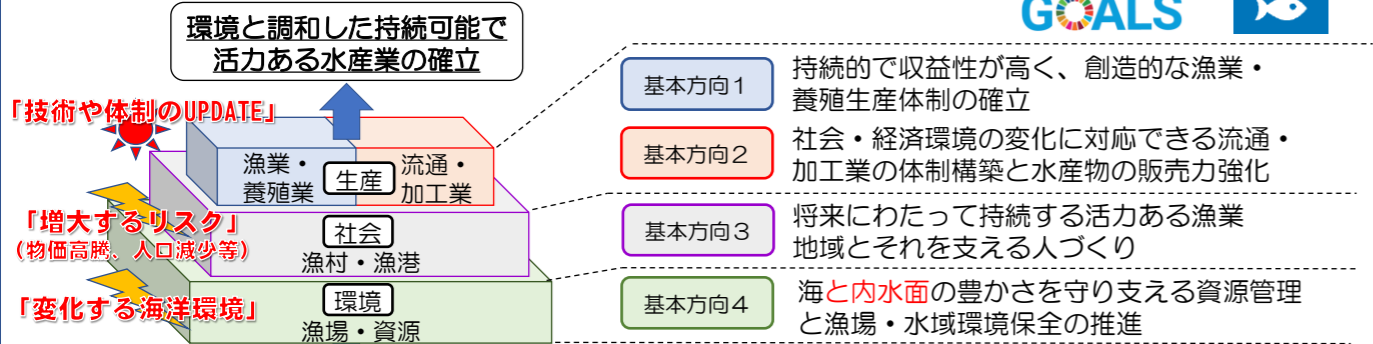 GOALS
環境と調和した持続可能で
活力ある水産業の確立
「技術や体制のUPDATE」
漁業・
養殖業
生産
流通・
加工業
「増大するリスク」
（物価高騰、人口減少等）
社会
漁村・漁港
「変化する海洋環境」
環境
漁場・資源
基本方向1
持続的で収益性が高く、創造的な漁業・
養殖生産体制の確立
基本方向2
社会・経済環境の変化に対応できる流通・
加工業の体制構築と水産物の販売力強化
基本方向3
将来にわたって持続する活力ある漁業
地域とそれを支える人づくり
基本方向4
海と内水面の豊かさを守り支える資源管理
と漁場・水域環境保全の推進